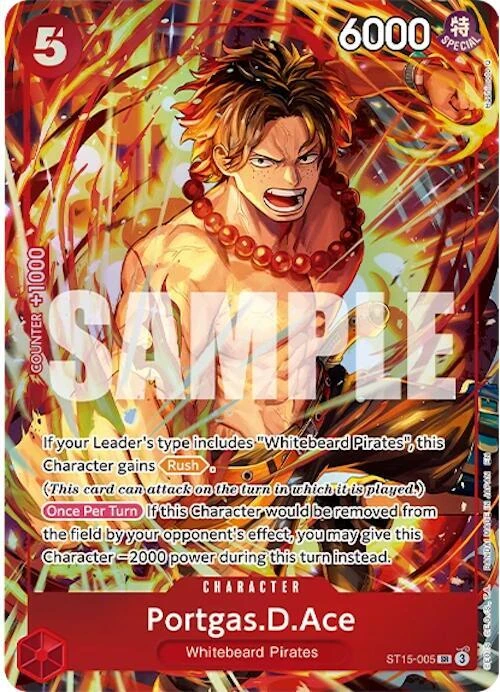 5
6000
特
SPECIAL
COUNTER +1000
SAMPLE
If your Leader's type includes "Whitebeard Pirates", this
Character gains Rush.
(This card can attack on the turn in which it is played.)
Once Per Turn If this Character would be removed from
the field by your opponent's effect, you may give this
Character −2000 power during this turn instead.
CHARACTER
Portgas.D.Ace
Whitebeard Pirates
ST15-005 3